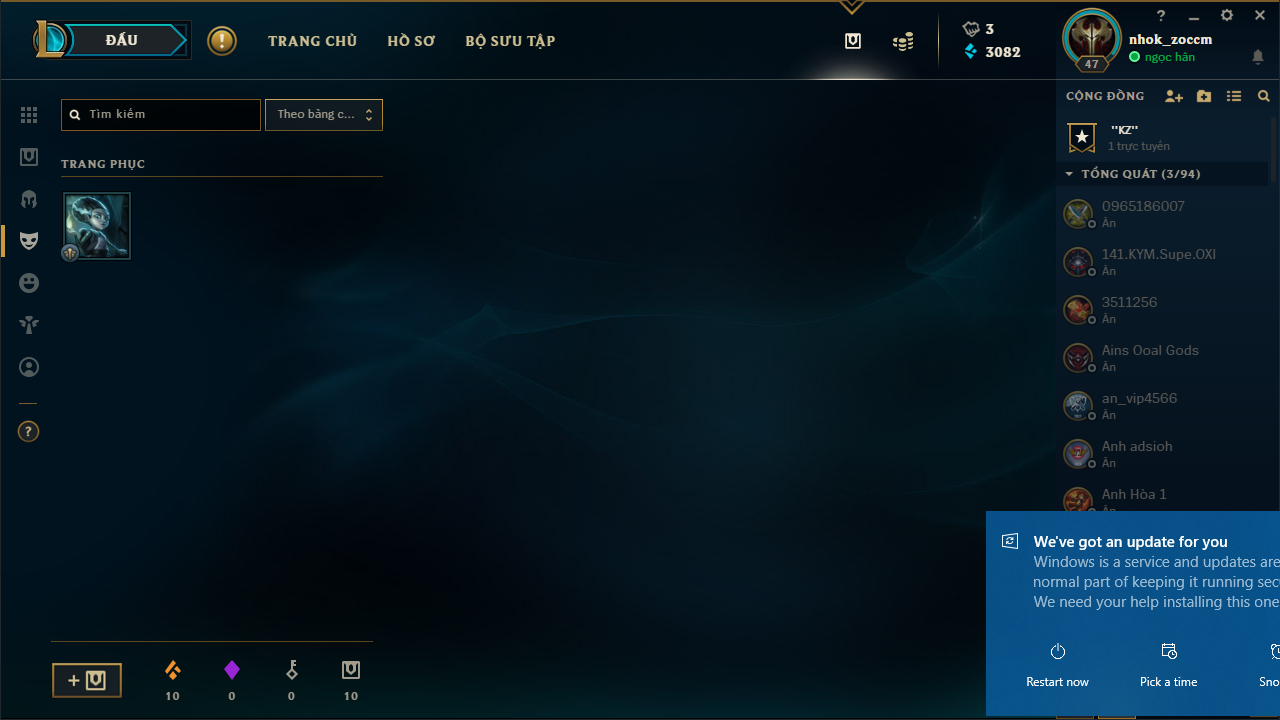 ĐẤU
!
TRANG CHỦ
HỒ SƠ
BỘ SƯU TẬP
3
3082
?
47
nhok_zoccm
ngọc hân
CỘNG ĐỒNG
"KZ"
1 trực tuyến
TỔNG QUÁT (3/94)
0965186007
Ẩn
141.KYM.Supe.OXI
Ẩn
3511256
Ẩn
Ains Ooal Gods
Ẩn
an_vip4566
Ẩn
Anh adsioh
Ẩn
Anh Hòa 1
Tìm kiếm
Theo bảng c...
TRANG PHỤC
?
We've got an update for you
Windows is a service and updates are
normal part of keeping it running sec
We need your help installing this one
Restart now
Pick a time
Sno
+
10
0
0
10